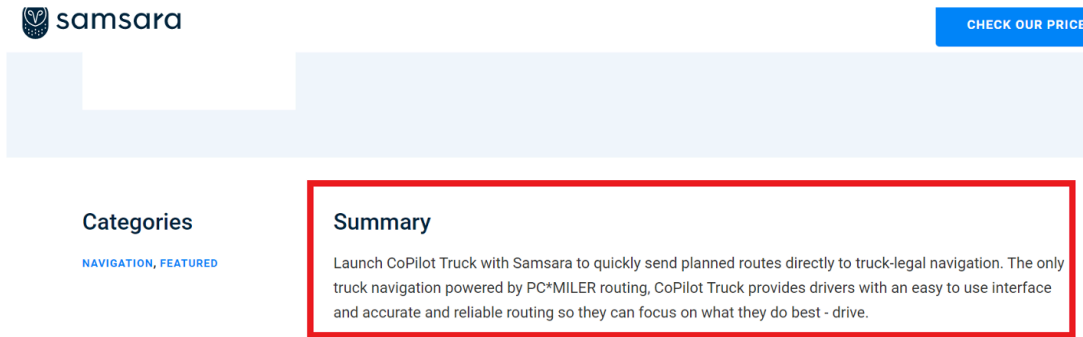 samsara
CHECK OUR PRICE
Categories
NAVIGATION, FEATURED
Summary
Launch CoPilot Truck with Samsara to quickly send planned routes directly to truck-legal navigation. The only
truck navigation powered by PC*MILER routing, CoPilot Truck provides drivers with an easy to use interface
and accurate and reliable routing so they can focus on what they do best - drive.